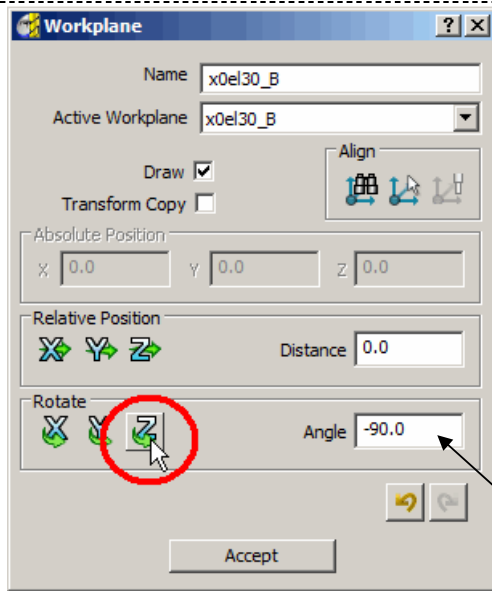 Workplane
Name x0el30_B
Active Workplane x0el30_B
Align
Draw
Transform Copy
Absolute Position
X 0.0 Y 0.0 Z 0.0
Relative Position
X Y Z Distance 0.0
Rotate
X Y Z Angle -90.0
Accept